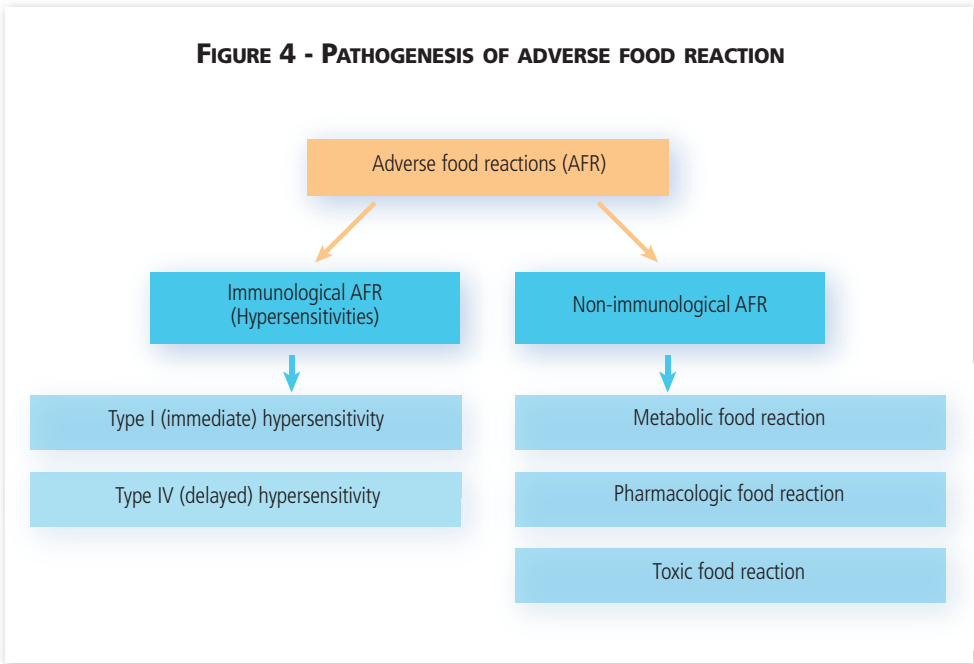 FIGURE 4 - PATHOGENESIS OF ADVERSE FOOD REACTION
Adverse food reactions (AFR)
Immunological AFR
(Hypersensitivities)
Type I (immediate) hypersensitivity
Type IV (delayed) hypersensitivity
Non-immunological AFR
Metabolic food reaction
Pharmacologic food reaction
Toxic food reaction